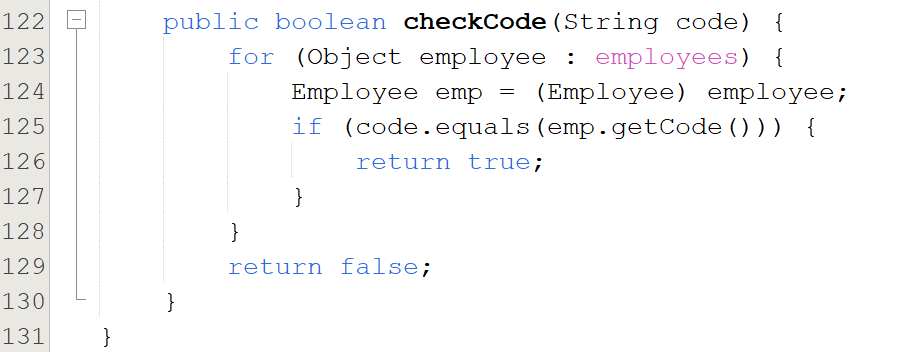 122 public boolean checkCode(String code) {
123 for (Object employee : employees) {
124 Employee emp = (Employee) employee;
125 if (code.equals(emp.getCode())) {
126 return true;
127 }
128 }
129 return false;
130 }
131 }